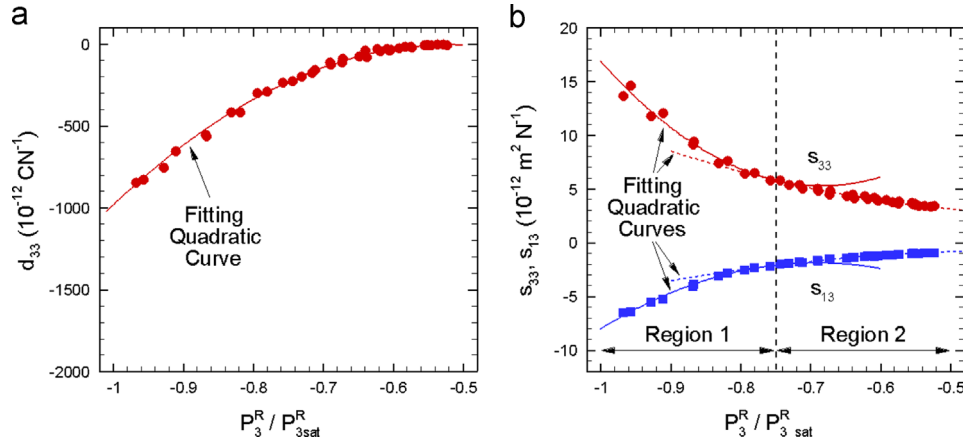 a
0
-500
-1000
-1500
-2000
d33 (10-12 CN-1)
Fitting
Quadratic
Curve
-1 -0.9 -0.8 -0.7 -0.6 -0.5
P3R / P3satR
b
20
15
10
5
0
-5
-10
s33, s13 (10-12 m2 N-1)
s33
Fitting
Quadratic
Curves
s13
Region 1 Region 2
-1 -0.9 -0.8 -0.7 -0.6 -0.5
P3R / P3satR